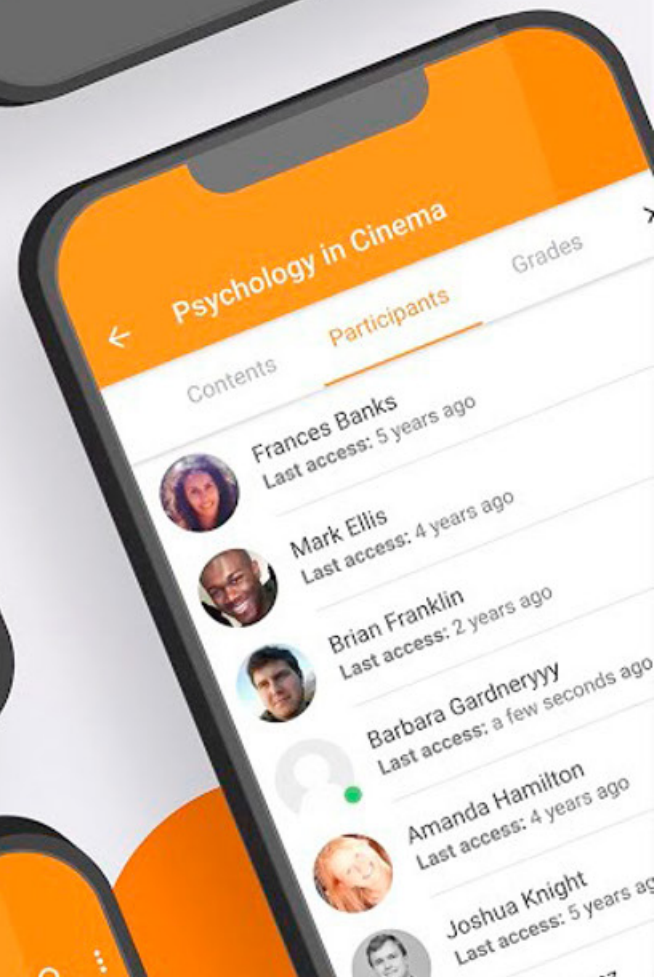 Psychology in Cinema
Contents
Participants
Grades
Frances Banks
Last access: 5 years ago
Mark Ellis
Last access: 4 years ago
Brian Franklin
Last access: 2 years ago
Barbara Gardneryyy
Last access: a few seconds ago
Amanda Hamilton
Last access: 4 years ago
Joshua Knight
Last access: 5 years